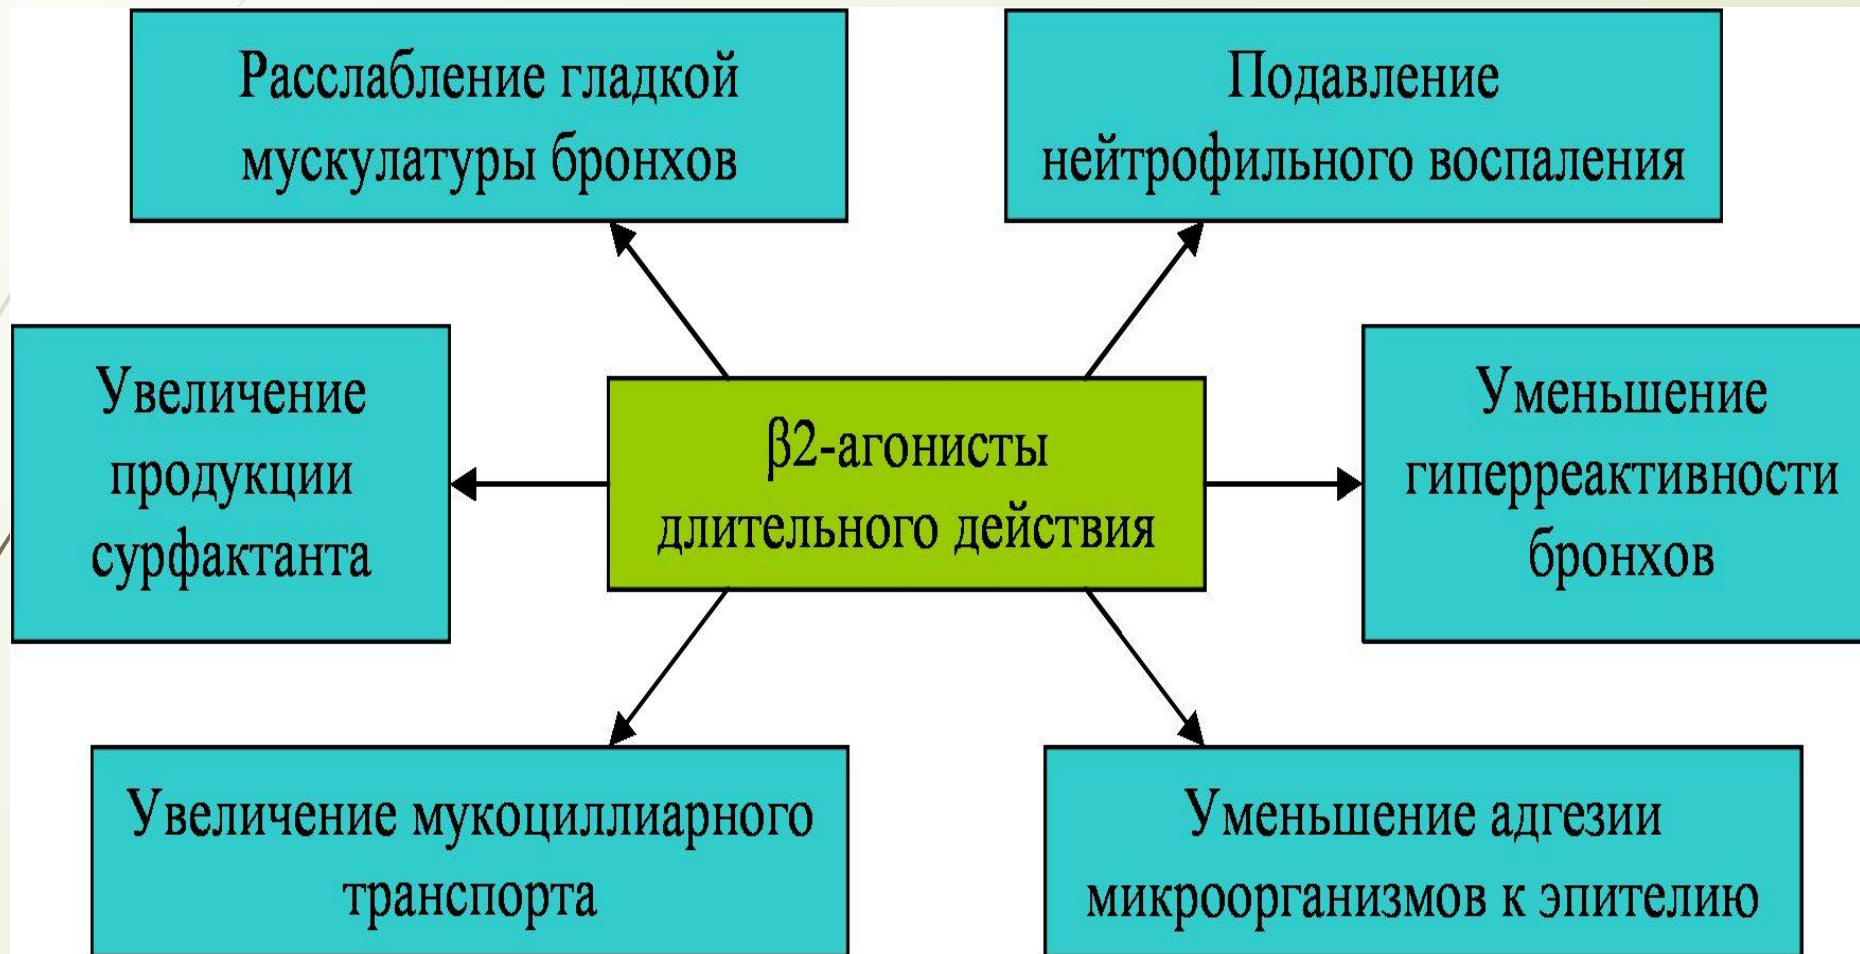 Расслабление гладкой
мускулатуры бронхов
Подавление
нейтрофильного воспаления
Увеличение
продукции
сурфактанта
β2-агонисты
длительного действия
Уменьшение
гиперреактивности
бронхов
Увеличение мукоциллиарного
транспорта
Уменьшение адгезии
микроорганизмов к эпителию